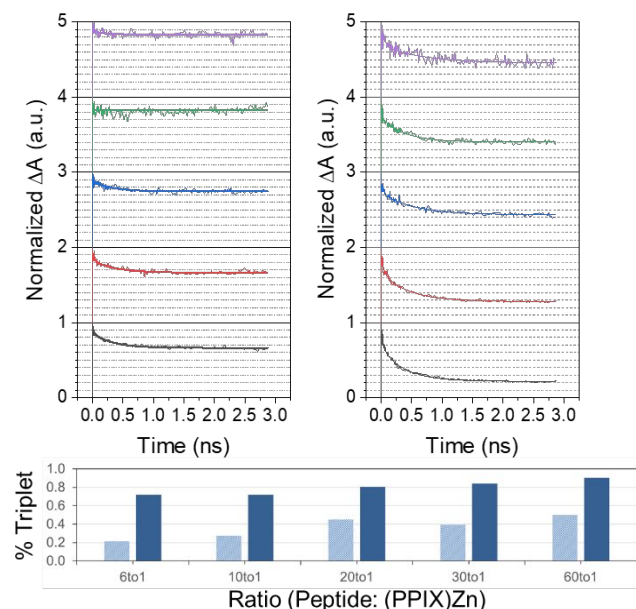 5
4
3
2
1
0
Normalized ΔA (a.u.)
0.0 0.5 1.0 1.5 2.0 2.5 3.0
Time (ns)
5
4
3
2
1
0
Normalized ΔA (a.u.)
0.0 0.5 1.0 1.5 2.0 2.5 3.0
Time (ns)
1.0
0.8
0.6
0.4
0.2
0.0
% Triplet
6to1 10to1 20to1 30to1 60to1
Ratio (Peptide: (PPIX)Zn)